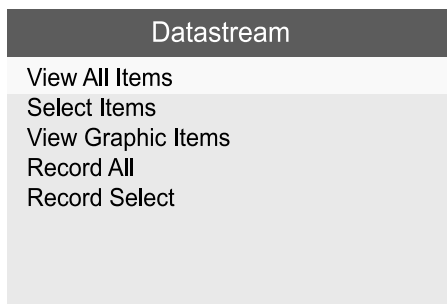 Datastream
View All Items
Select Items
View Graphic Items
Record All
Record Select